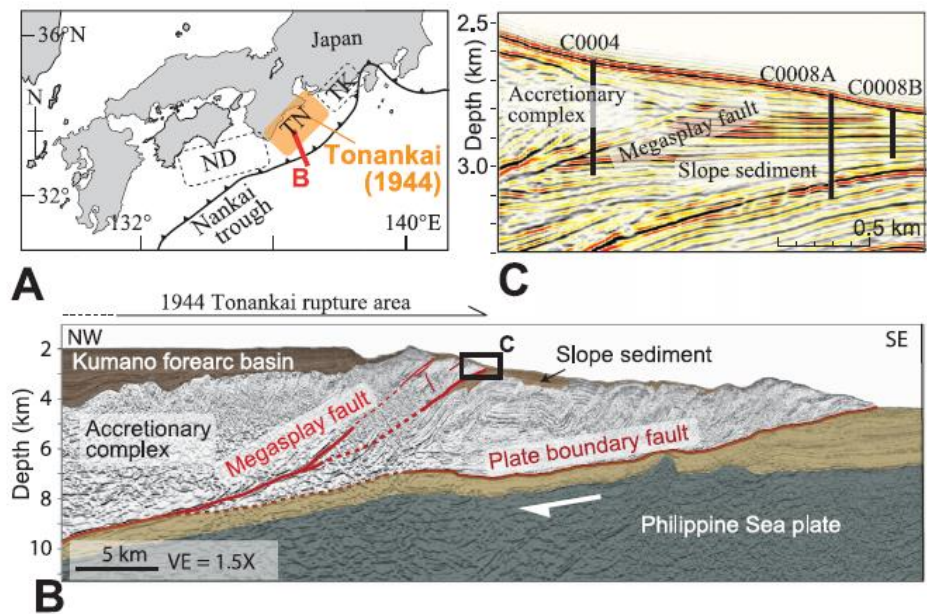 36°N
Japan
N
TK
TN
ND
B
Tonankai
(1944)
32°
132°
Nankai
trough
140°E
A
2.5
Depth (km)
3.0
C0004
C0008A
C0008B
Accretionary
complex
Megasplay fault
Slope sediment
0.5 km
C
1944 Tonankai rupture area
NW
C
SE
2
4
6
8
10
Depth (km)
Kumano forearc basin
Slope sediment
Accretionary
complex
Megasplay fault
Plate boundary fault
Philippine Sea plate
5 km
VE = 1.5X
B